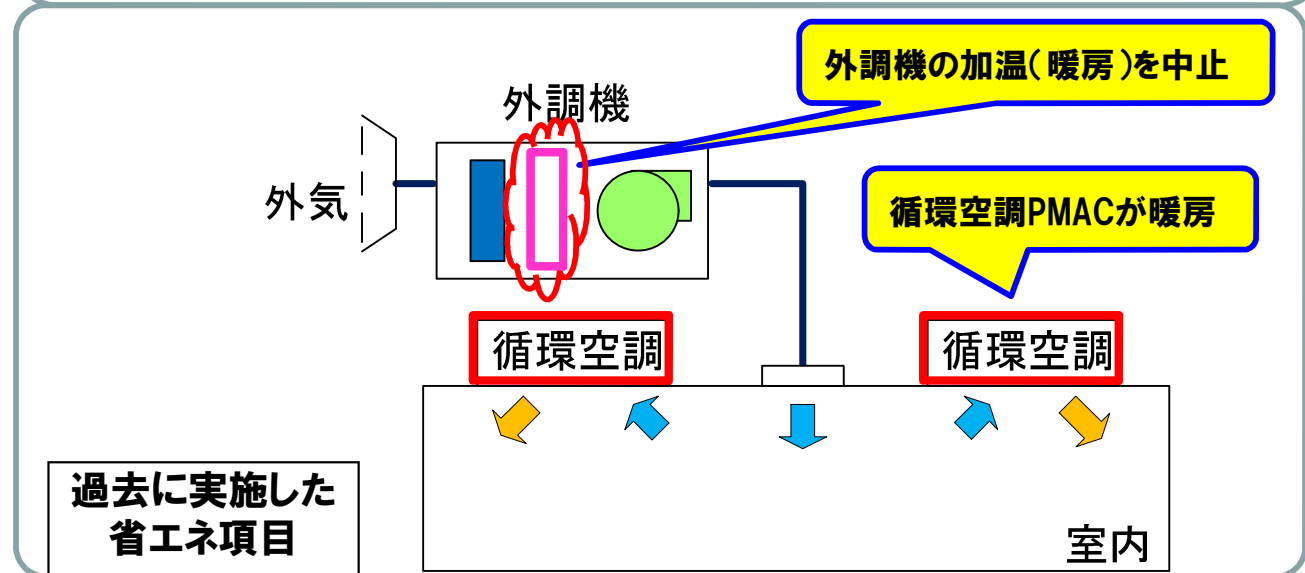 外調機の加温(暖房)を中止
外調機
外気
循環空調PMACが暖房
循環空調
循環空調
過去に実施した
省エネ項目
室内